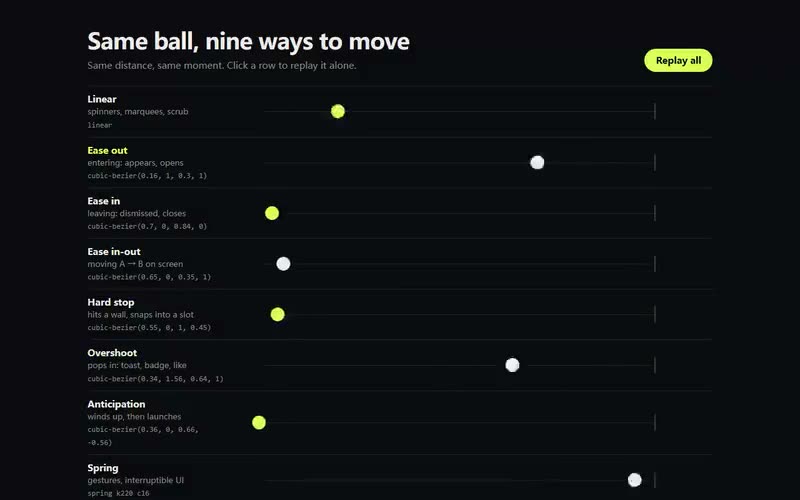 Same ball, nine ways to move
Same distance, same moment. Click a row to replay it alone.
Replay all
Linear
spinners, marquees, scrub
linear
Ease out
entering: appears, opens
cubic-bezier(0.16, 1, 0.3, 1)
Ease in
leaving: dismissed, closes
cubic-bezier(0.7, 0, 0.84, 0)
Ease in-out
moving A → B on screen
cubic-bezier(0.65, 0, 0.35, 1)
Hard stop
hits a wall, snaps into a slot
cubic-bezier(0.55, 0, 1, 0.45)
Overshoot
pops in: toast, badge, like
cubic-bezier(0.34, 1.56, 0.64, 1)
Anticipation
winds up, then launches
cubic-bezier(0.36, 0, 0.66,
-0.56)
Spring
gestures, interruptible UI
spring k220 c16